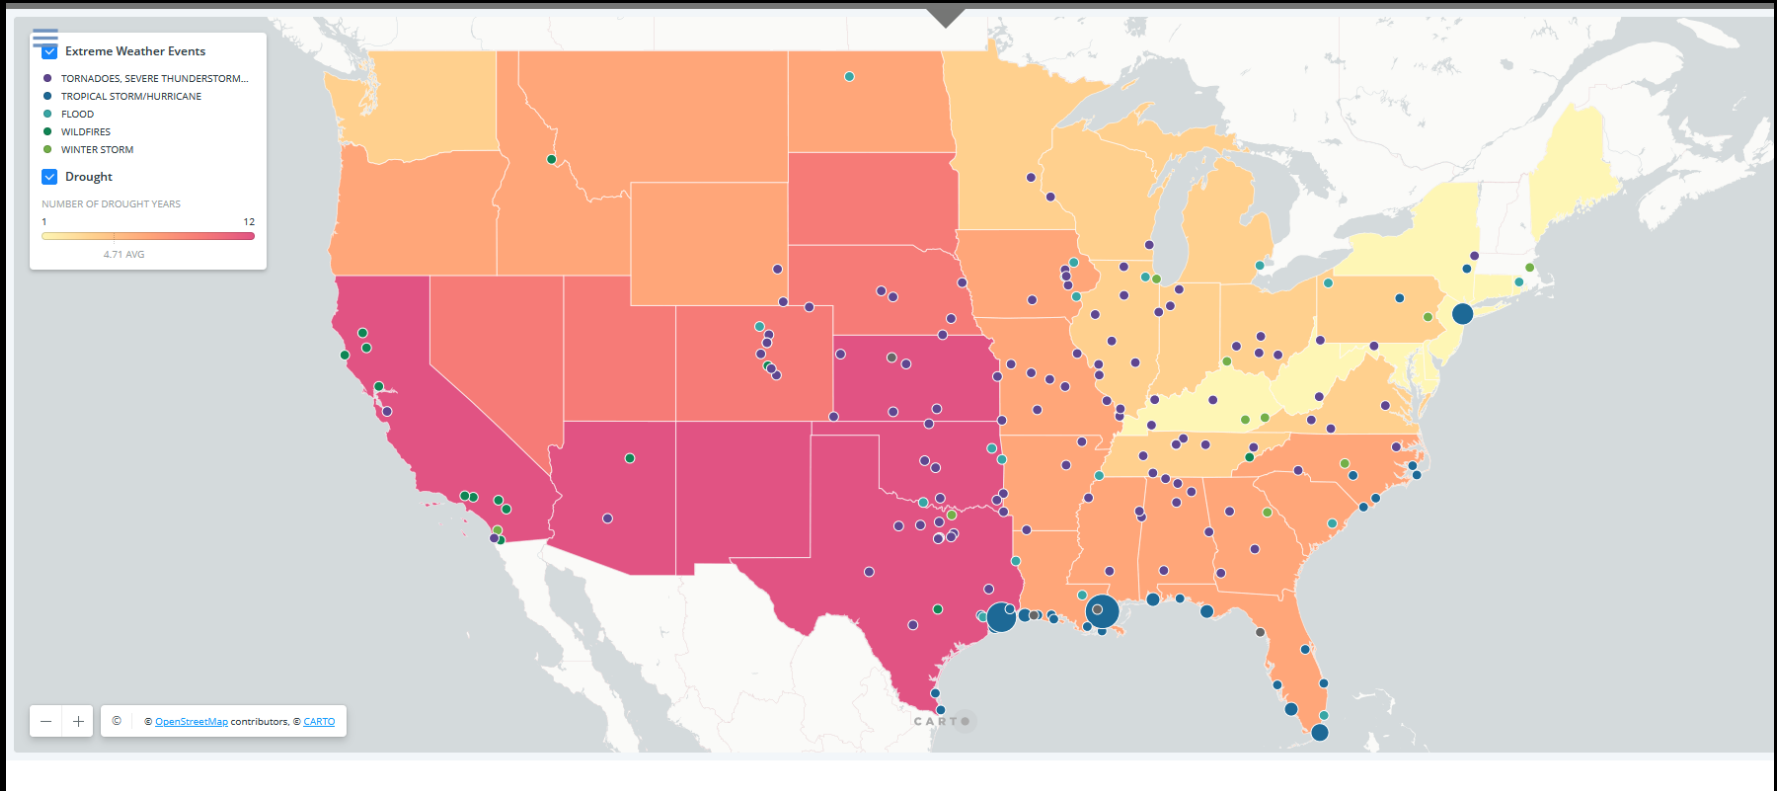 Extreme Weather Events
TORNADOES, SEVERE THUNDERSTORM...
TROPICAL STORM/HURRICANE
FLOOD
WILDFIRES
WINTER STORM
Drought
NUMBER OF DROUGHT YEARS
1 12
4.71 AVG
© © OpenStreetMap contributors, © CARTO
CARTO